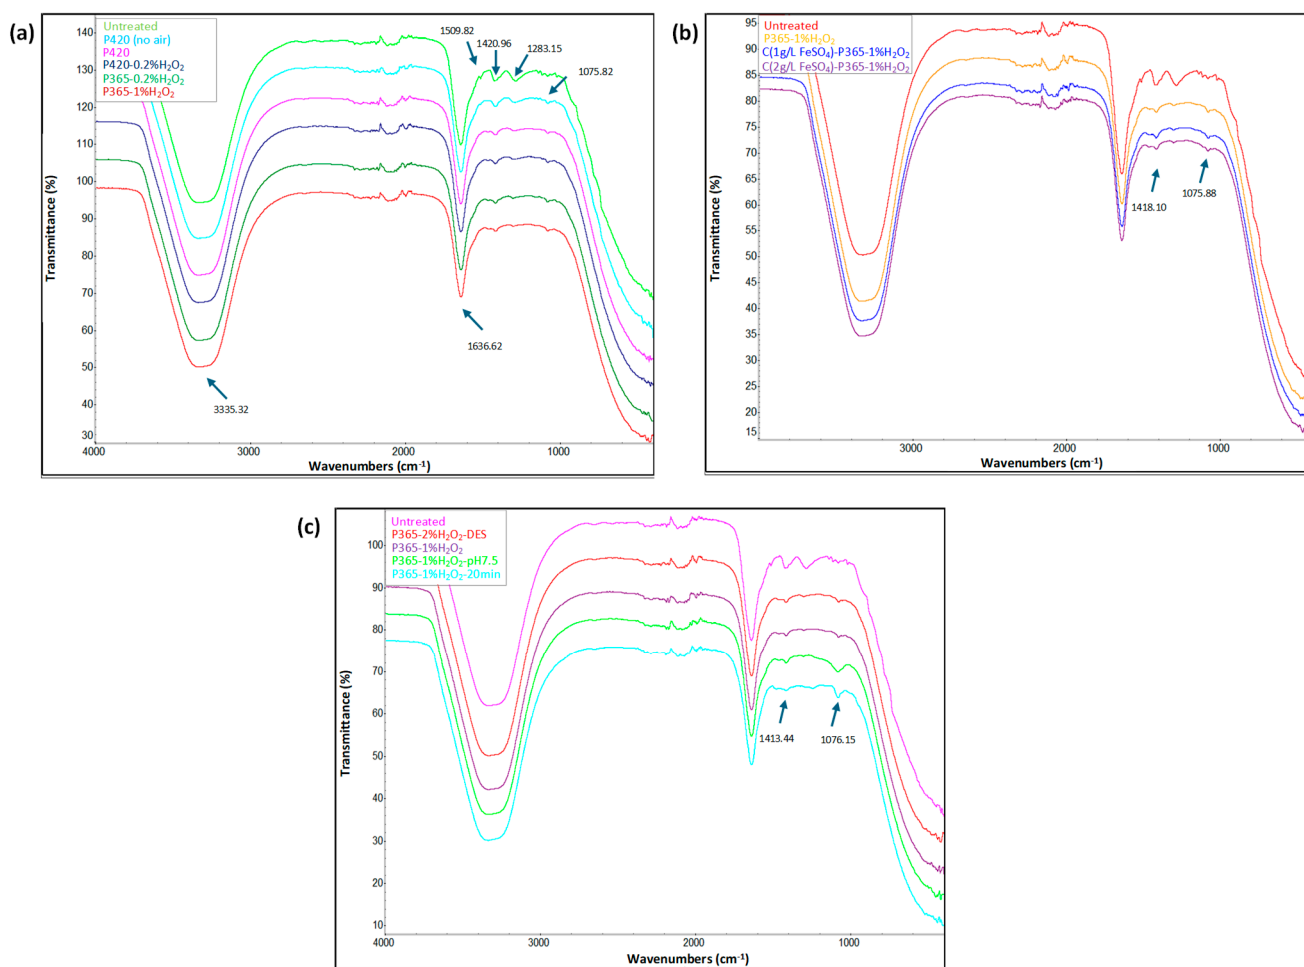 (a)
Untreated
P420 (no air)
P420
P420-0.2%H₂O₂
P365-0.2%H₂O₂
P365-1%H₂O₂
1509.82
1420.96
1283.15
1075.82
1636.62
3335.32
Transmittance (%)
140
130
120
110
100
90
80
70
60
50
40
30
4000
3000
2000
1000
Wavenumbers (cm⁻¹)
(b)
Untreated
P365-1%H₂O₂
C(1g/L FeSO₄)-P365-1%H₂O₂
C(2g/L FeSO₄)-P365-1%H₂O₂
1418.10
1075.88
Transmittance (%)
95
90
85
80
75
70
65
60
55
50
45
40
35
30
25
20
15
3000
2000
1000
Wavenumbers (cm⁻¹)
(c)
Untreated
P365-2%H₂O₂-DES
P365-1%H₂O₂
P365-1%H₂O₂-pH7.5
P365-1%H₂O₂-20min
1413.44
1076.15
Transmittance (%)
100
90
80
70
60
50
40
30
20
10
4000
3000
2000
1000
Wavenumbers (cm⁻¹)